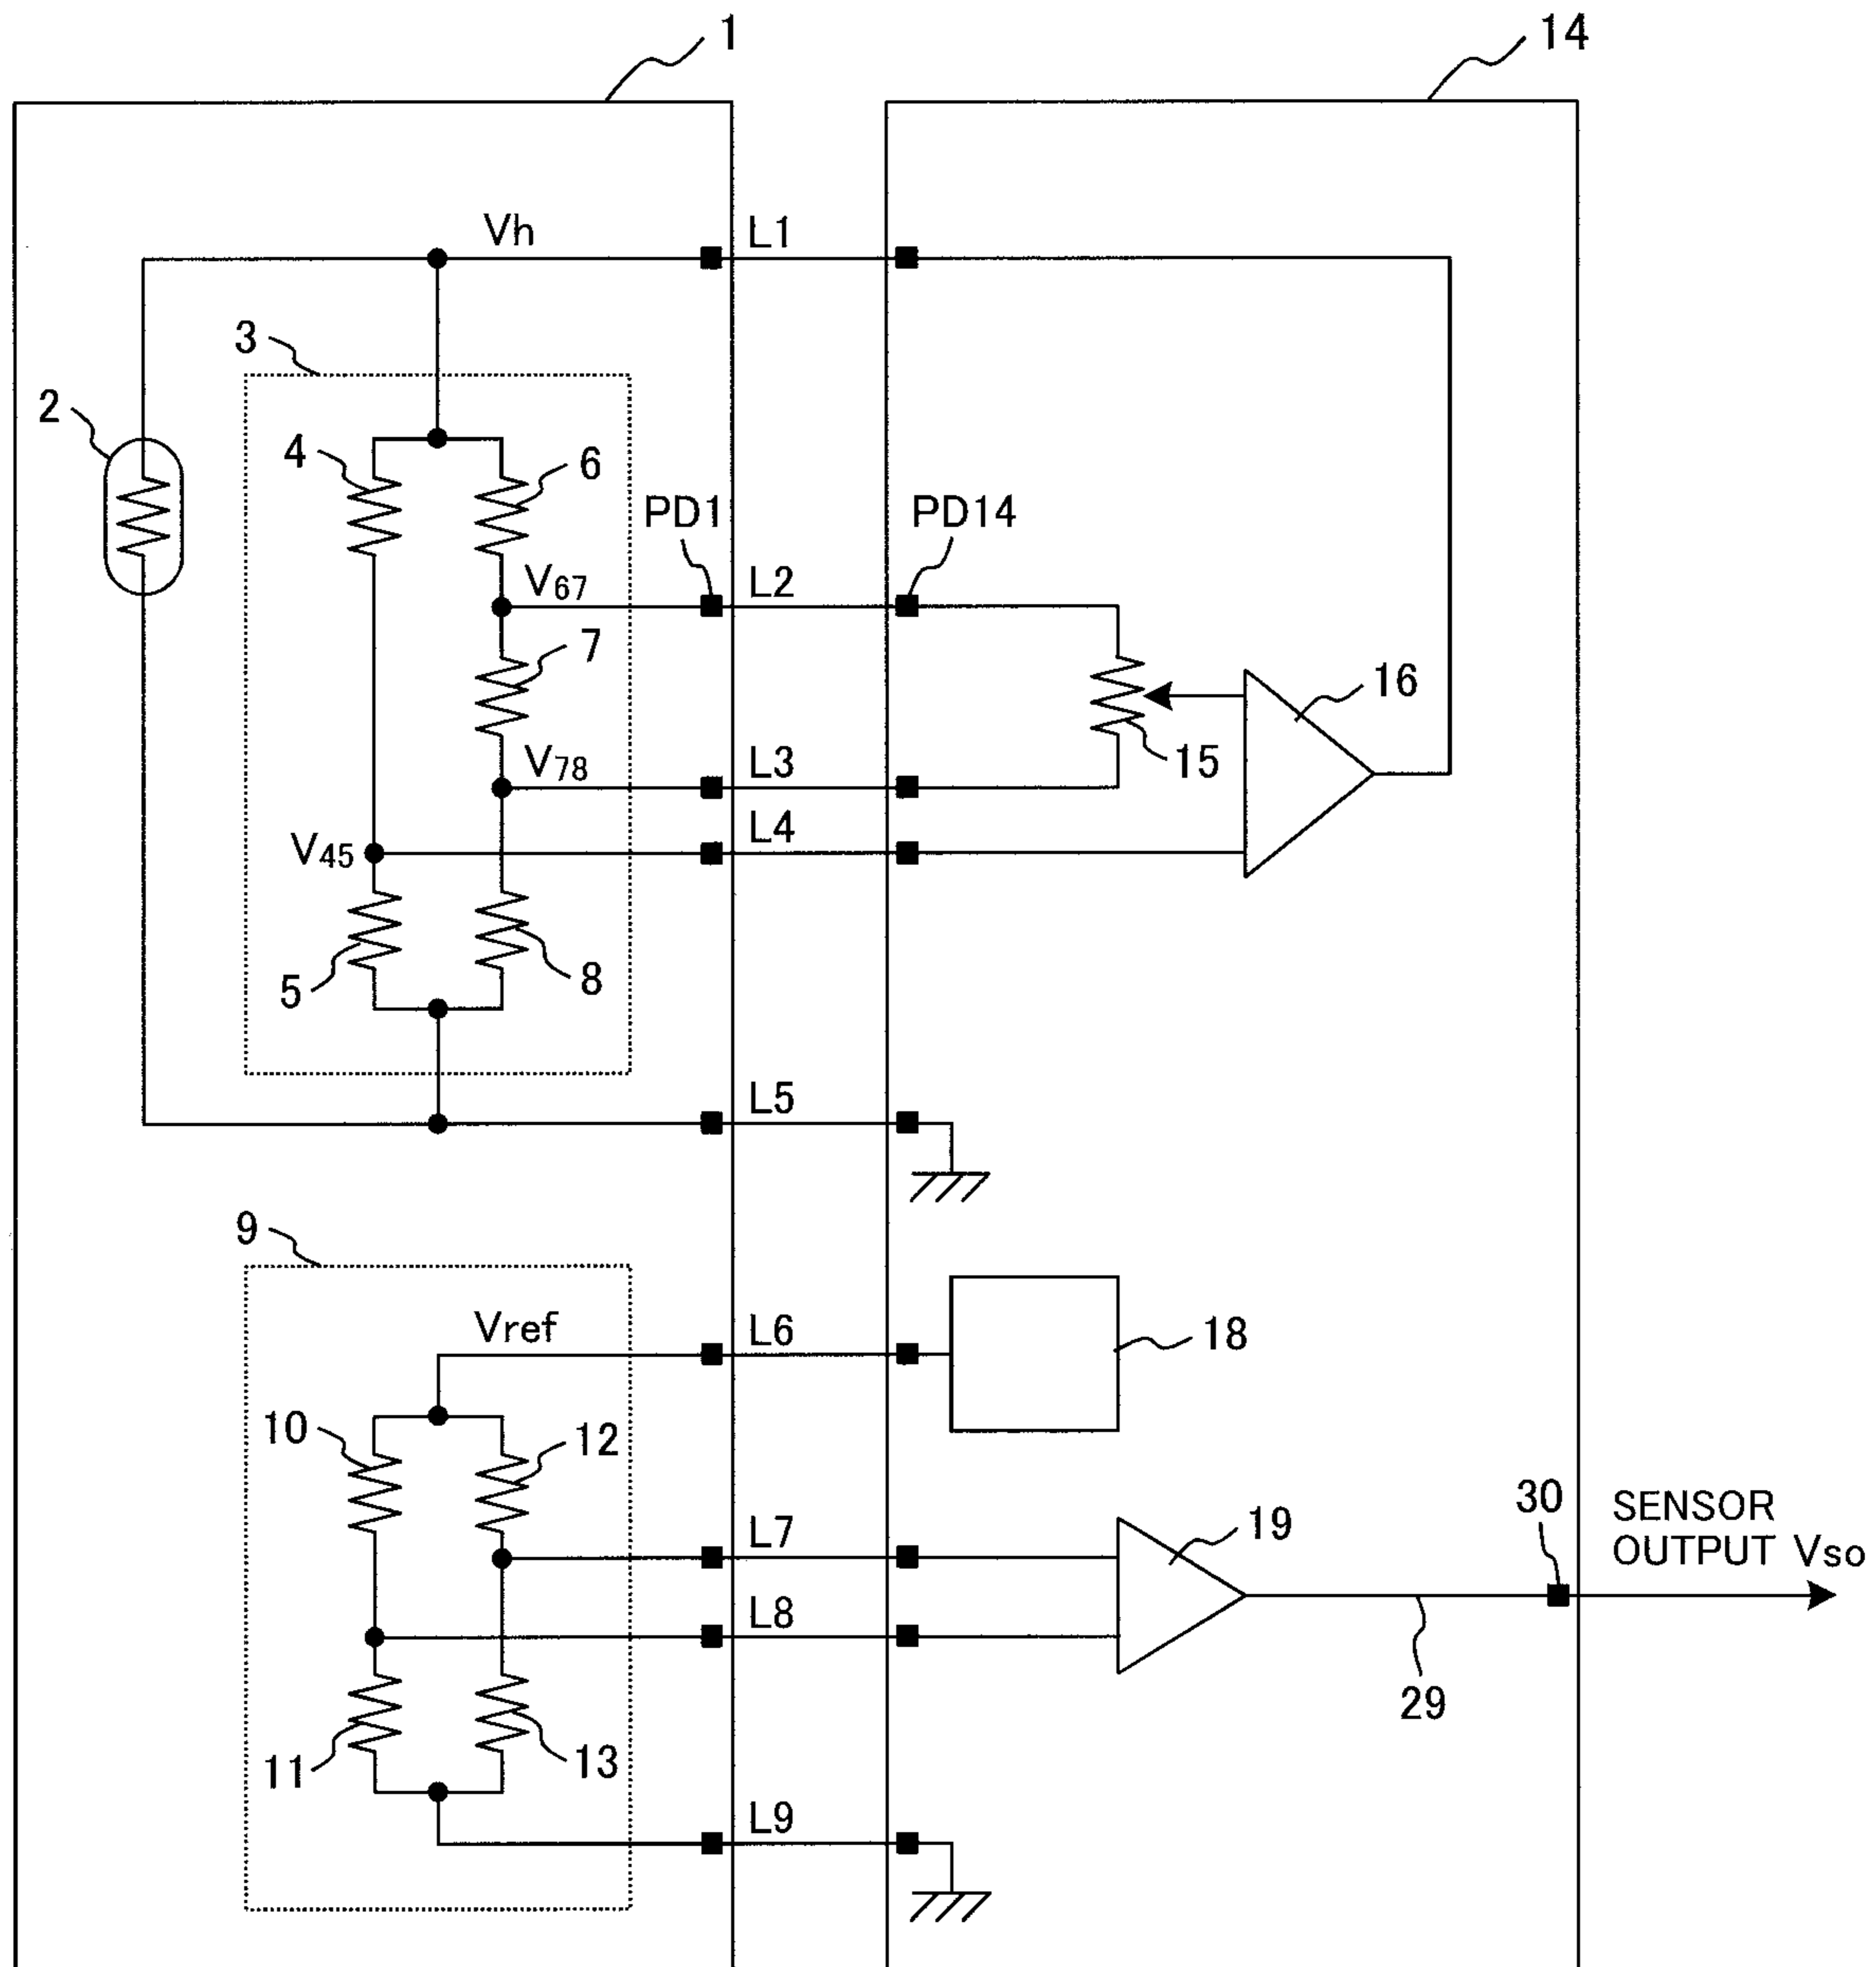 1
14
Vh
L1
3
2
4
6
PD1
PD14
V67
L2
7
16
V78
L3
15
V45
L4
5
8
L5
9
Vref
L6
18
10
12
L7
19
30
SENSOR
OUTPUT Vso
L8
29
11
13
L9